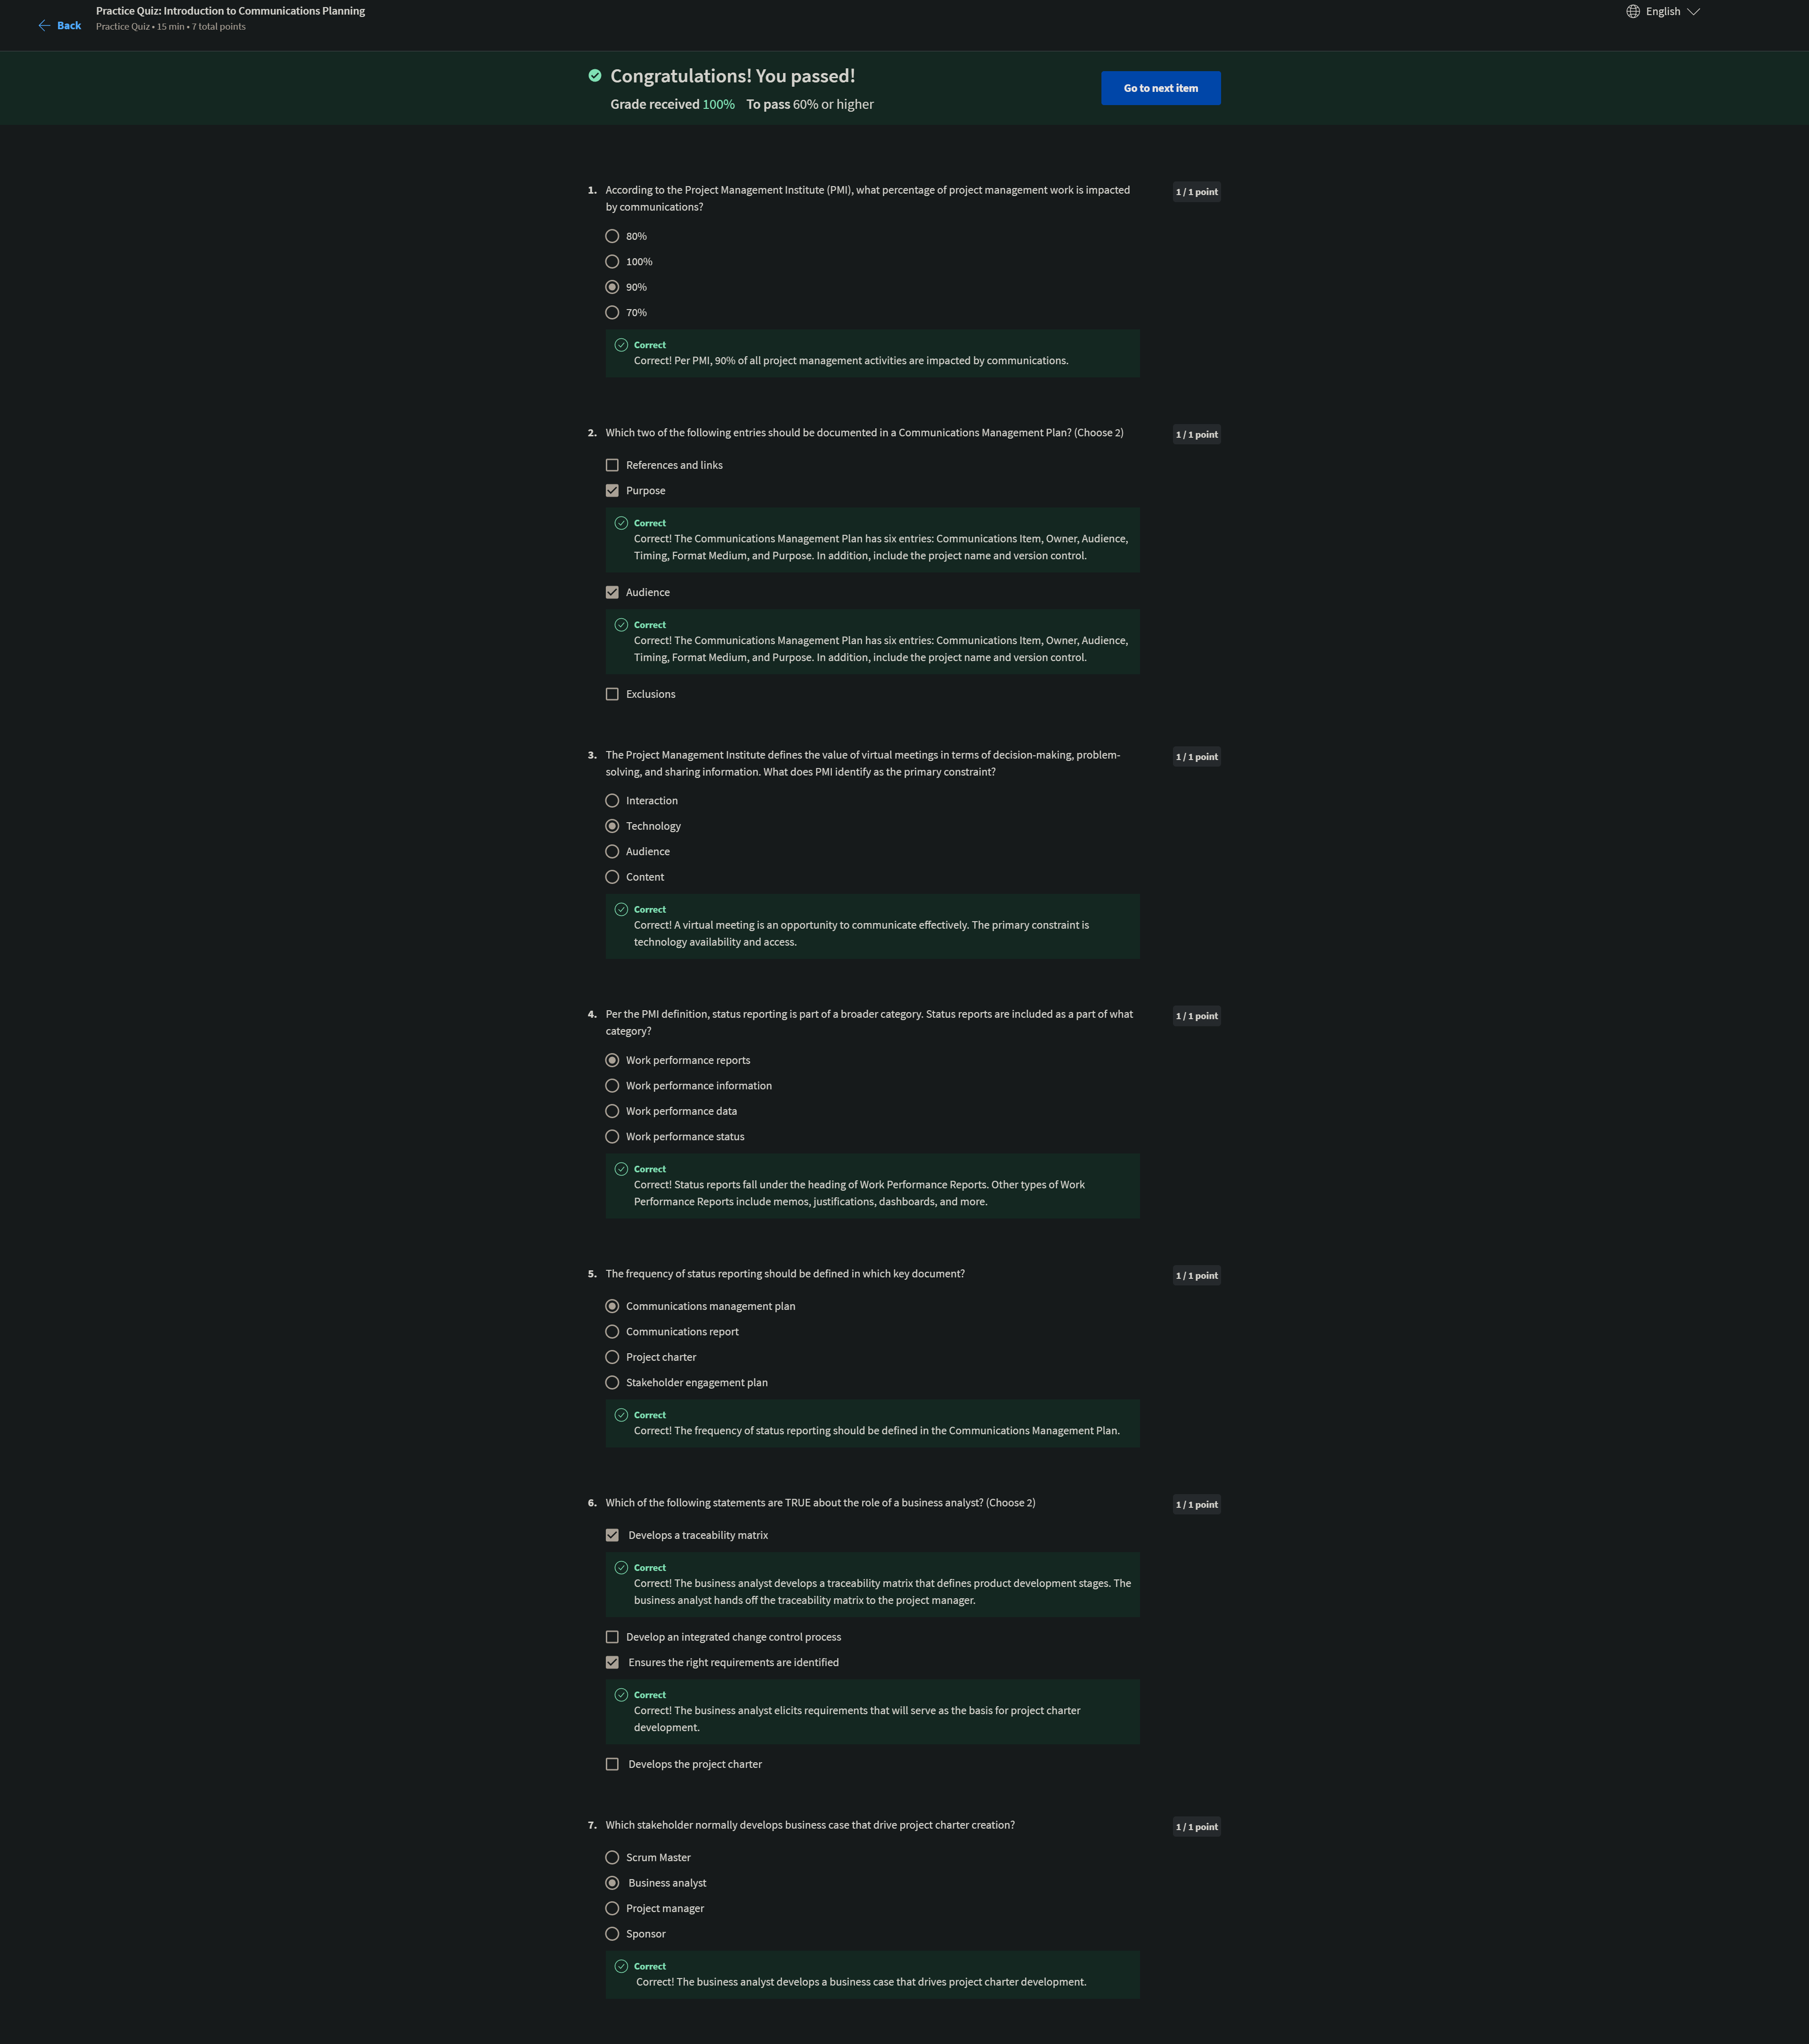 Practice Quiz: Introduction to Communications Planning
Back
Practice Quiz • 15 min • 7 total points
English
Congratulations! You passed!
Grade received 100% To pass 60% or higher
Go to next item
1. According to the Project Management Institute (PMI), what percentage of project management work is impacted
by communications?
1 / 1 point
80%
100%
90%
70%
Correct
Correct! Per PMI, 90% of all project management activities are impacted by communications.
2. Which two of the following entries should be documented in a Communications Management Plan? (Choose 2)
1 / 1 point
References and links
Purpose
Correct
Correct! The Communications Management Plan has six entries: Communications Item, Owner, Audience,
Timing, Format Medium, and Purpose. In addition, include the project name and version control.
Audience
Correct
Correct! The Communications Management Plan has six entries: Communications Item, Owner, Audience,
Timing, Format Medium, and Purpose. In addition, include the project name and version control.
Exclusions
3. The Project Management Institute defines the value of virtual meetings in terms of decision-making, problem-
solving, and sharing information. What does PMI identify as the primary constraint?
1 / 1 point
Interaction
Technology
Audience
Content
Correct
Correct! A virtual meeting is an opportunity to communicate effectively. The primary constraint is
technology availability and access.
4. Per the PMI definition, status reporting is part of a broader category. Status reports are included as a part of what
category?
1 / 1 point
Work performance reports
Work performance information
Work performance data
Work performance status
Correct
Correct! Status reports fall under the heading of Work Performance Reports. Other types of Work
Performance Reports include memos, justifications, dashboards, and more.
5. The frequency of status reporting should be defined in which key document?
1 / 1 point
Communications management plan
Communications report
Project charter
Stakeholder engagement plan
Correct
Correct! The frequency of status reporting should be defined in the Communications Management Plan.
6. Which of the following statements are TRUE about the role of a business analyst? (Choose 2)
1 / 1 point
Develops a traceability matrix
Correct
Correct! The business analyst develops a traceability matrix that defines product development stages. The
business analyst hands off the traceability matrix to the project manager.
Develop an integrated change control process
Ensures the right requirements are identified
Correct
Correct! The business analyst elicits requirements that will serve as the basis for project charter
development.
Develops the project charter
7. Which stakeholder normally develops business case that drive project charter creation?
1 / 1 point
Scrum Master
Business analyst
Project manager
Sponsor
Correct
Correct! The business analyst develops a business case that drives project charter development.